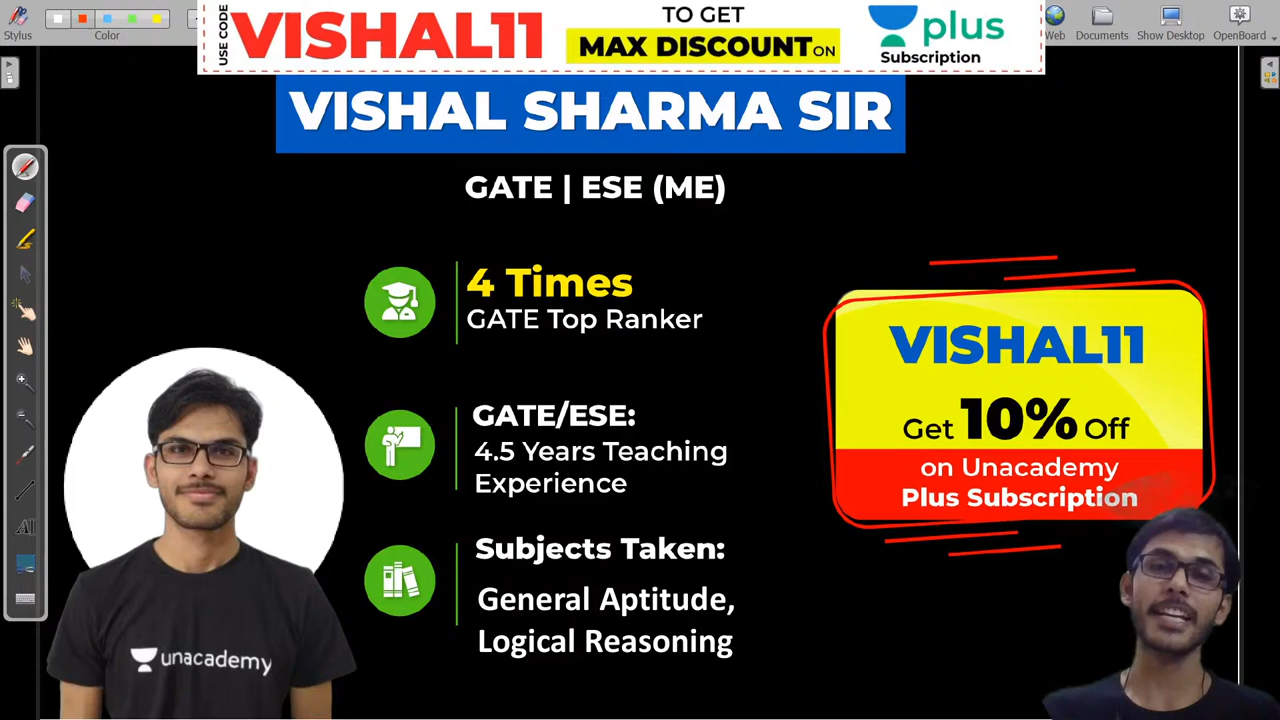 Stylus
Color
USE CODE
VISHAL11
TO GET
MAX DISCOUNT ON
plus
Subscription
Web
Documents
Show Desktop
OpenBoard
VISHAL SHARMA SIR
GATE | ESE (ME)
4 Times
GATE Top Ranker
GATE/ESE:
4.5 Years Teaching
Experience
Subjects Taken:
General Aptitude,
Logical Reasoning
VISHAL11
Get 10% Off
on Unacademy
Plus Subscription
unacademy
AI